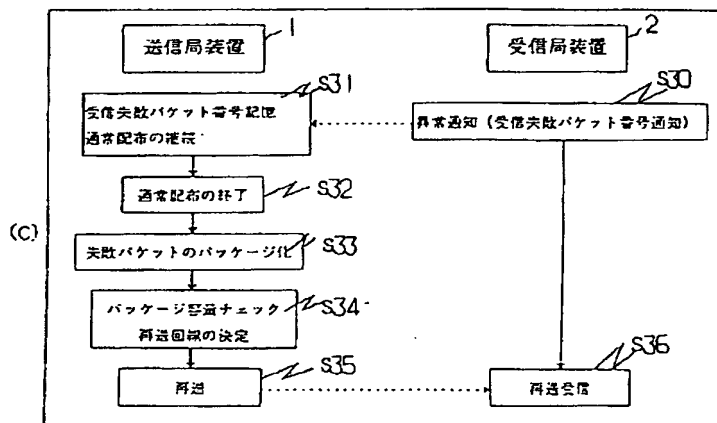 送信局装置
1
受信局装置
2
S31
受信失敗パケット番号記憶
通常配布の継続
S30
異常通知(受信失敗パケット番号通知)
通常配布の終了
S32
(C)
失敗パケットのパッケージ化
S33
パッケージ容量チェック
再送回線の決定
S34
再送
S35
再送受信
S36